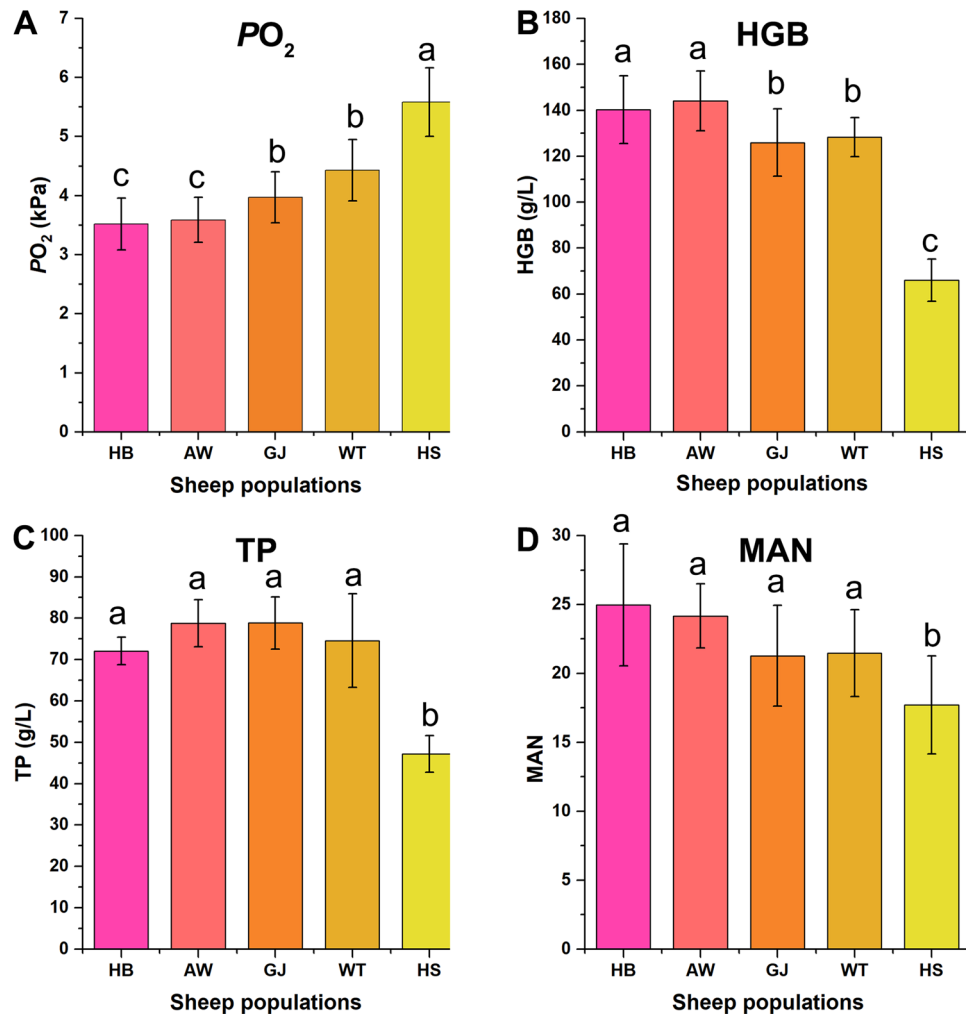 A
PO2
PO2 (kPa)
7
6
5
4
3
2
1
0
c
c
b
b
a
HB AW GJ WT HS
Sheep populations
B
HGB
HGB (g/L)
180
160
140
120
100
80
60
40
20
0
a
a
b
b
c
HB AW GJ WT HS
Sheep populations
C
TP
TP (g/L)
100
90
80
70
60
50
40
30
20
10
0
a
a
a
a
b
HB AW GJ WT HS
Sheep populations
D
MAN
MAN
30
25
20
15
10
5
0
a
a
a
a
b
HB AW GJ WT HS
Sheep populations